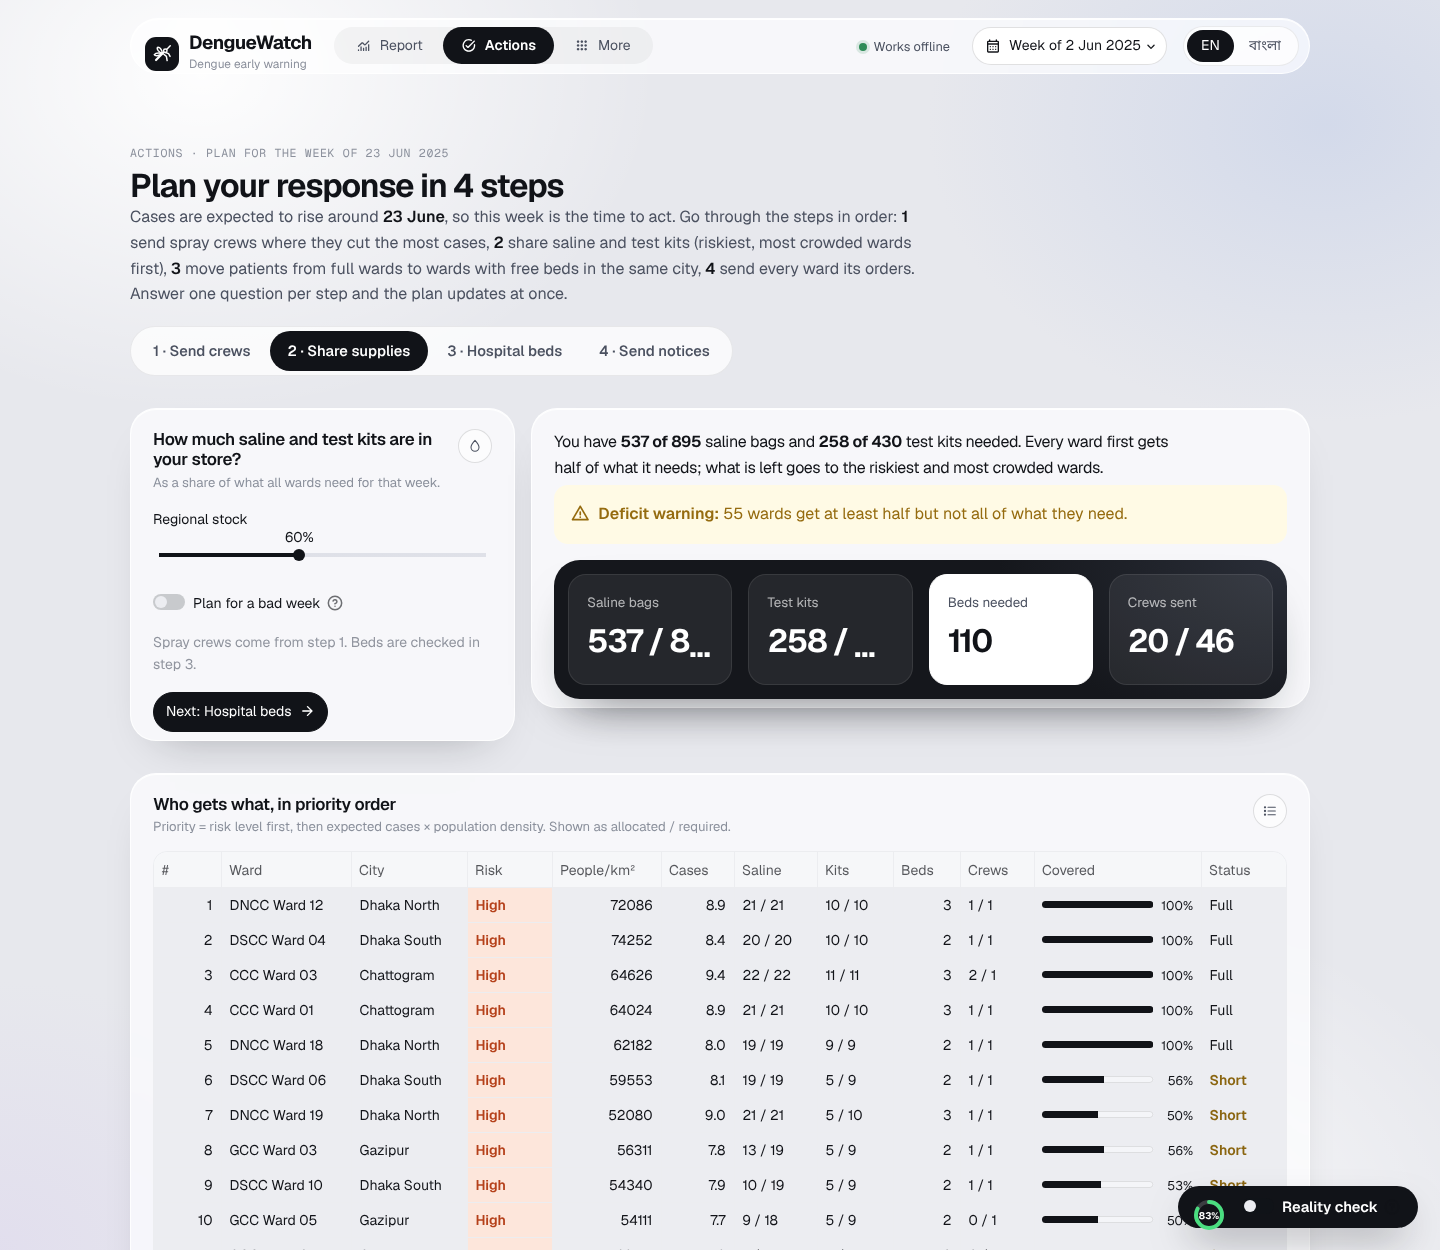 DengueWatch
Dengue early warning
Report
Actions
More
Works offline
Week of 2 Jun 2025
EN
বাংলা
ACTIONS · PLAN FOR THE WEEK OF 23 JUN 2025
Plan your response in 4 steps
Cases are expected to rise around 23 June, so this week is the time to act. Go through the steps in order: 1
send spray crews where they cut the most cases, 2 share saline and test kits (riskiest, most crowded wards
first), 3 move patients from full wards to wards with free beds in the same city, 4 send every ward its orders.
Answer one question per step and the plan updates at once.
1 · Send crews
2 · Share supplies
3 · Hospital beds
4 · Send notices
How much saline and test kits are in
your store?
As a share of what all wards need for that week.
Regional stock
60%
Plan for a bad week
Spray crews come from step 1. Beds are checked in
step 3.
Next: Hospital beds
You have 537 of 895 saline bags and 258 of 430 test kits needed. Every ward first gets
half of what it needs; what is left goes to the riskiest and most crowded wards.
Deficit warning: 55 wards get at least half but not all of what they need.
Saline bags
537 / 8...
Test kits
258 / ...
Beds needed
110
Crews sent
20 / 46
Who gets what, in priority order
Priority = risk level first, then expected cases × population density. Shown as allocated / required.
# Ward City Risk People/km² Cases Saline Kits Beds Crews Covered Status
1 DNCC Ward 12 Dhaka North High 72086 8.9 21 / 21 10 / 10 3 1 / 1 100% Full
2 DSCC Ward 04 Dhaka South High 74252 8.4 20 / 20 10 / 10 2 1 / 1 100% Full
3 CCC Ward 03 Chattogram High 64626 9.4 22 / 22 11 / 11 3 2 / 1 100% Full
4 CCC Ward 01 Chattogram High 64024 8.9 21 / 21 10 / 10 3 1 / 1 100% Full
5 DNCC Ward 18 Dhaka North High 62182 8.0 19 / 19 9 / 9 2 1 / 1 100% Full
6 DSCC Ward 06 Dhaka South High 59553 8.1 19 / 19 5 / 9 2 1 / 1 56% Short
7 DNCC Ward 19 Dhaka North High 52080 9.0 21 / 21 5 / 10 3 1 / 1 50% Short
8 GCC Ward 03 Gazipur High 56311 7.8 13 / 19 5 / 9 2 1 / 1 56% Short
9 DSCC Ward 10 Dhaka South High 54340 7.9 10 / 19 5 / 9 2 1 / 1 53% Short
10 GCC Ward 05 Gazipur High 54111 7.7 9 / 18 5 / 9 2 0 / 1
83%
Reality check